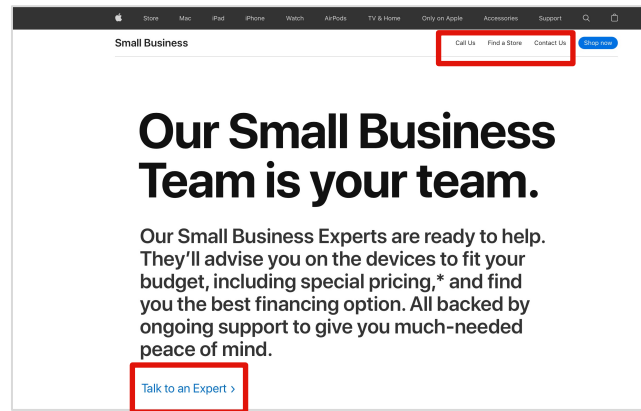 Store Mac iPad iPhone Watch AirPods TV & Home Only on Apple Accessories Support
Small Business Call Us Find a Store Contact Us Shop now
Our Small Business
Team is your team.
Our Small Business Experts are ready to help.
They’ll advise you on the devices to fit your
budget, including special pricing,* and find
you the best financing option. All backed by
ongoing support to give you much-needed
peace of mind.
Talk to an Expert >